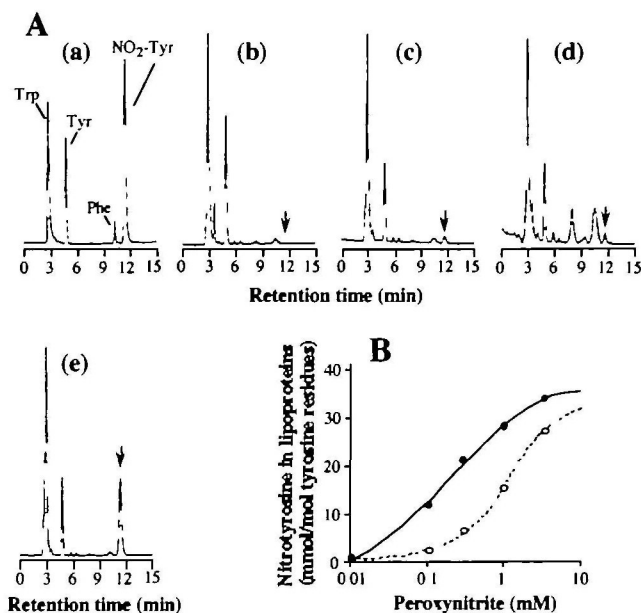 A
(a)
(b)
(c)
(d)
NO2-Tyr
Trp
Tyr
Phe
0 3 6 9 12 15
0 3 6 9 12 15
0 3 6 9 12 15
0 3 6 9 12 15
Retention time (min)
(e)
0 3 6 9 12 15
Retention time (min)
B
Nitrotyrosine in lipoproteins
(mmol/mol tyrosine residues)
40
30
20
10
0
0 01 0 1 1 10
Peroxynitrite (mM)